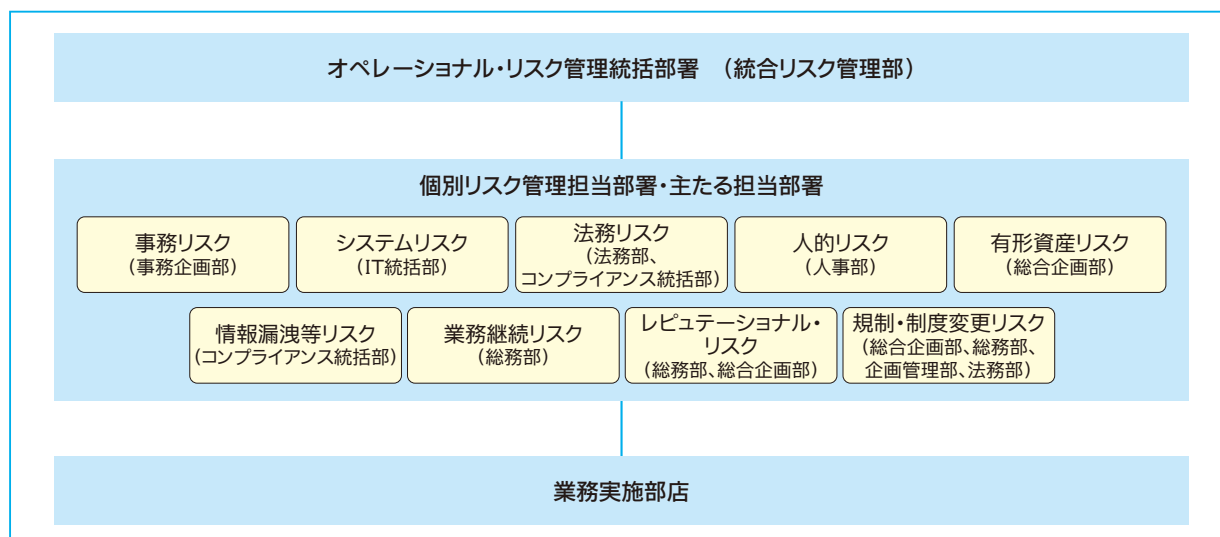 オペレーショナル・リスク管理統括部署　（統合リスク管理部）
個別リスク管理担当部署・主たる担当部署
事務リスク
（事務企画部）
システムリスク
（IT統括部）
法務リスク
（法務部、
コンプライアンス統括部）
人的リスク
（人事部）
有形資産リスク
（総合企画部）
情報漏洩等リスク
（コンプライアンス統括部）
業務継続リスク
（総務部）
レピュテーショナル・
リスク
（総務部、総合企画部）
規制・制度変更リスク
（総合企画部、総務部、
企画管理部、法務部）
業務実施部店